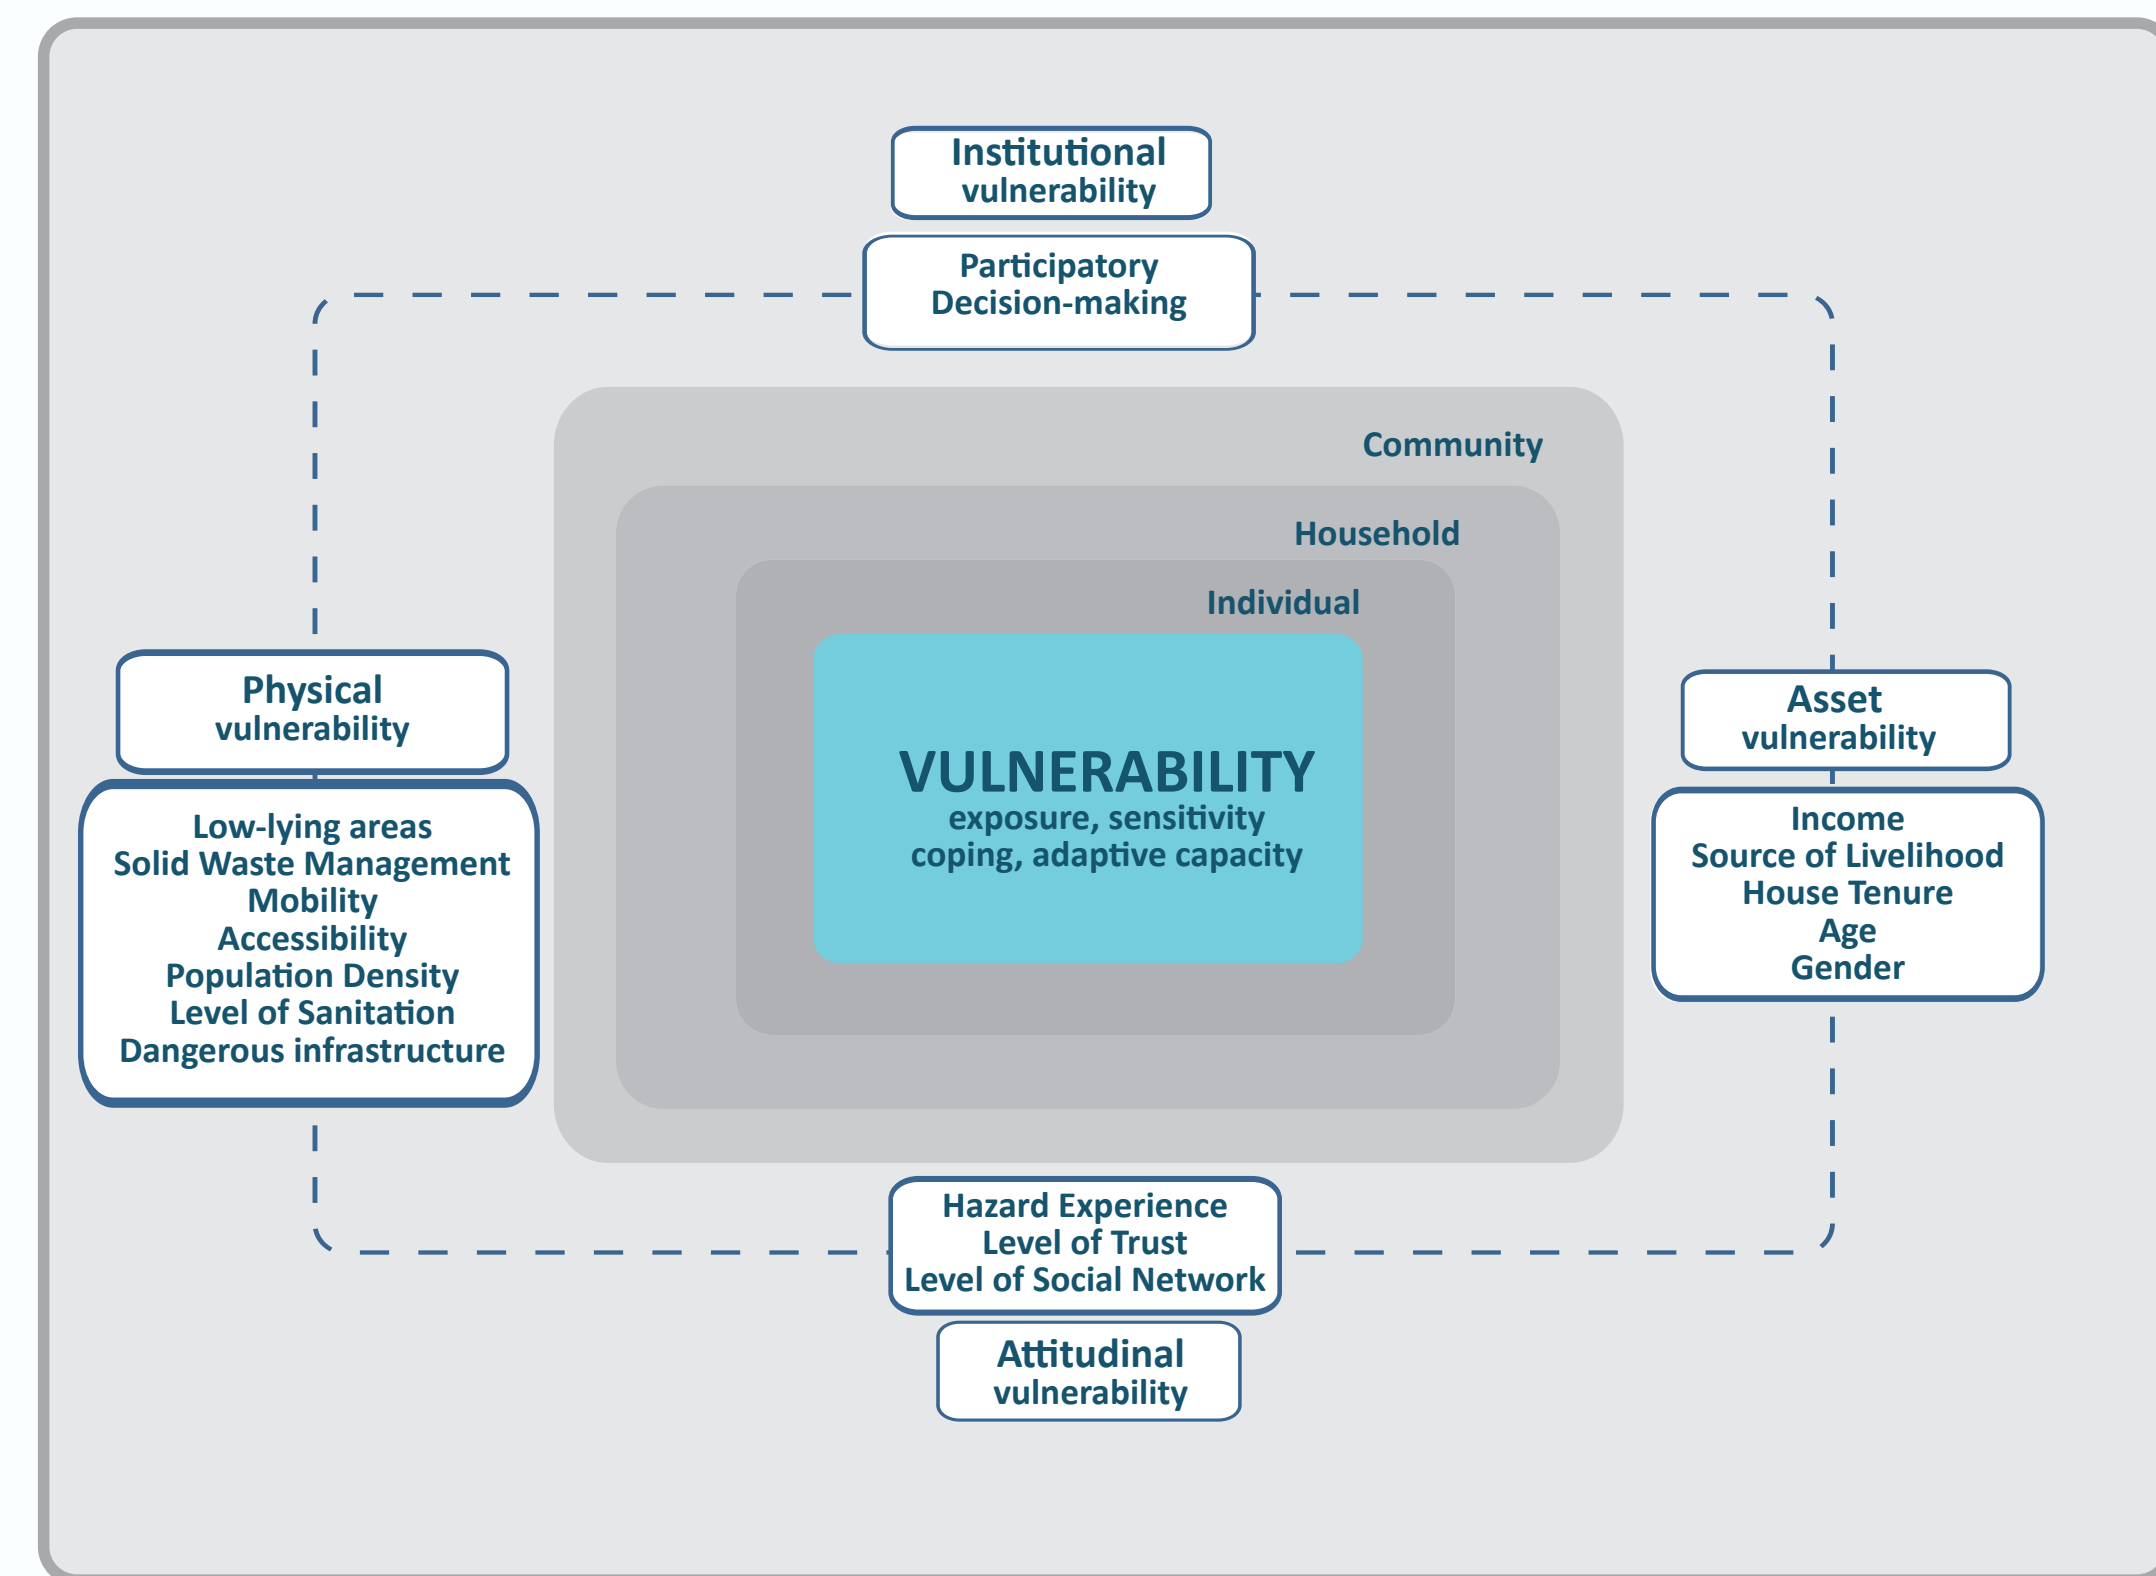 Institutional
vulnerability
Participatory
Decision-making
Community
Household
Individual
VULNERABILITY
exposure, sensitivity
coping, adaptive capacity
Physical
vulnerability
Low-lying areas
Solid Waste Management
Mobility
Accessibility
Population Density
Level of Sanitation
Dangerous infrastructure
Asset
vulnerability
Income
Source of Livelihood
House Tenure
Age
Gender
Hazard Experience
Level of Trust
Level of Social Network
Attitudinal
vulnerability